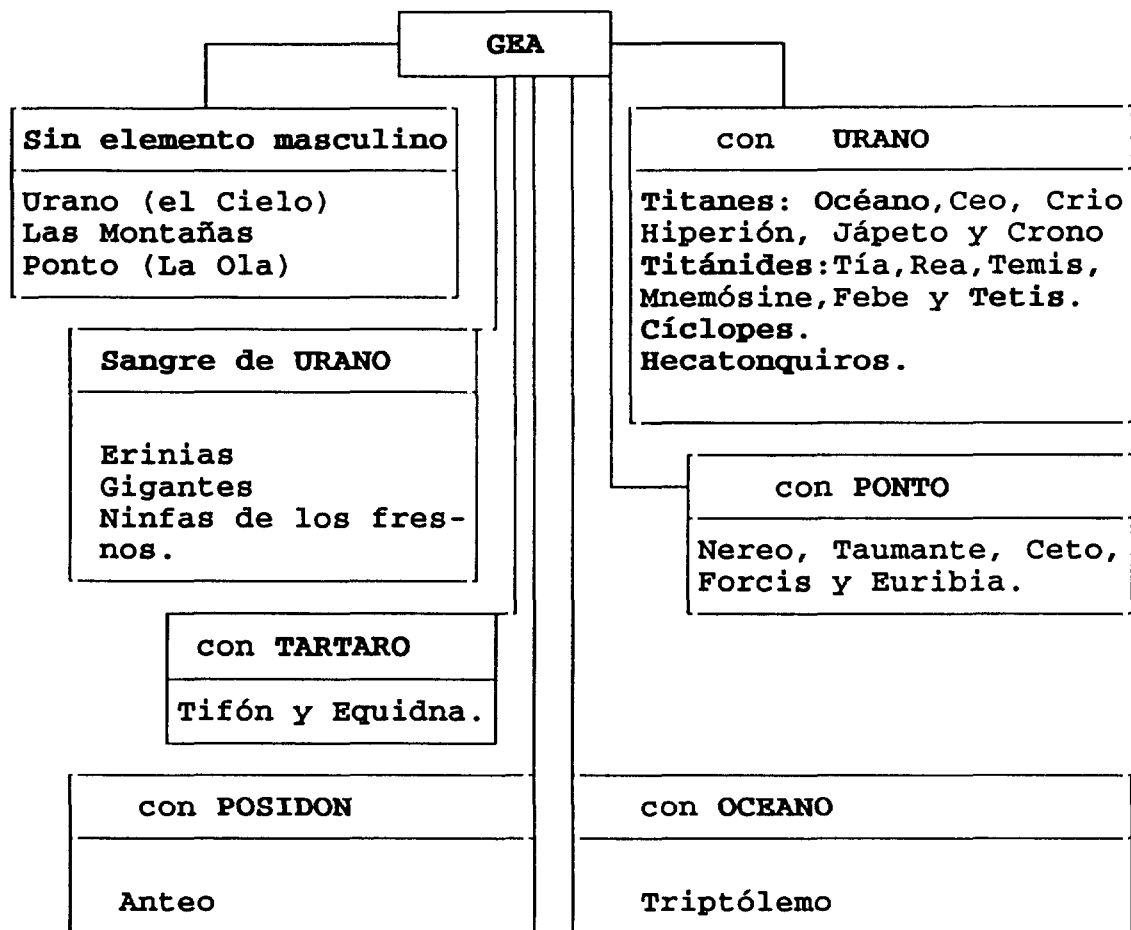 GEA
Sin elemento masculino
Urano (el Cielo)
Las Montañas
Ponto (La Ola)
con URANO
Titanes: Océano,Ceo, Crio
Hiperión, Jápeto y Crono
Titánides:Tía,Rea,Temis,
Mnemósine,Febe y Tetis.
Cíclopes.
Hecatonquiros.
Sangre de URANO
Erinias
Gigantes
Ninfas de los fres-
nos.
con PONTO
Nereo, Taumante, Ceto,
Forcis y Euribia.
con TARTARO
Tifón y Equidna.
con POSIDON
Anteo
con OCEANO
Triptólemo